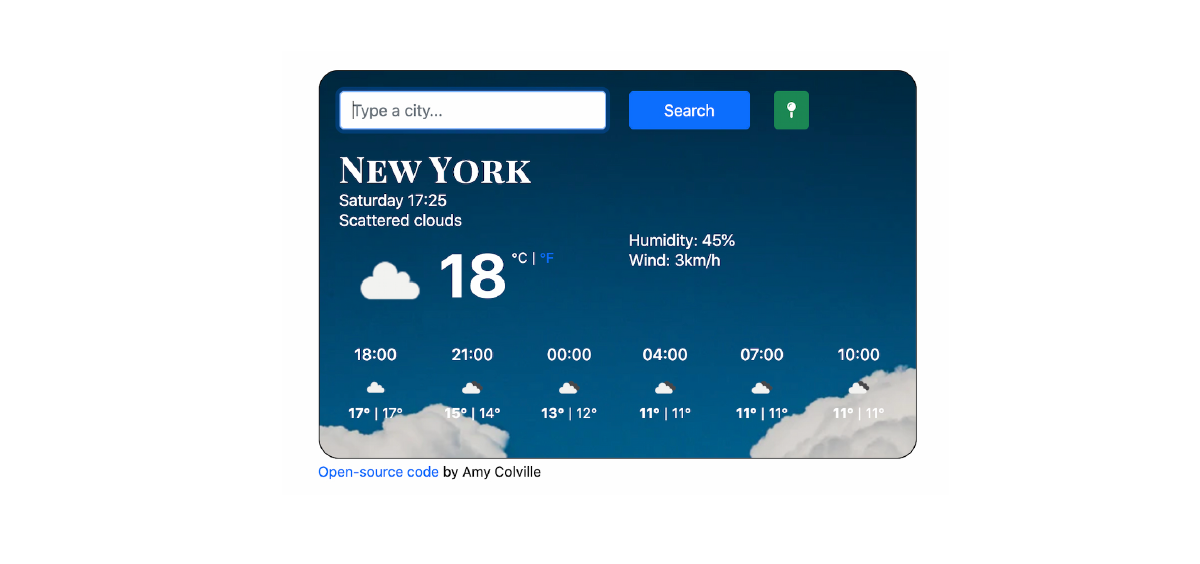 Type a city...
Search
New York
Saturday 17:25
Scattered clouds
Humidity: 45%
Wind: 3km/h
18 °C | °F
18:00 21:00 00:00 04:00 07:00 10:00
17° | 17° 15° | 14° 13° | 12° 11° | 11° 11° | 11° 11° | 11°
Open-source code by Amy Colville